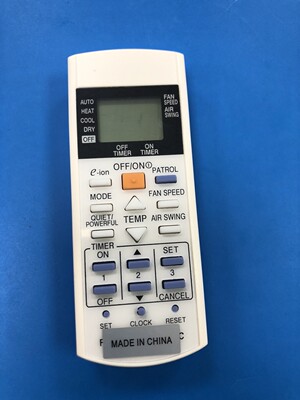 AUTO
HEAT
COOL
DRY
OFF
FAN
SPEED
AIR
SWING
OFF
TIMER
ON
TIMER
OFF/ON
e-ion
PATROL
MODE
FAN SPEED
QUIET/
POWERFUL
TEMP
AIR SWING
TIMER
ON
SET
1
2
3
OFF
CANCEL
SET
CLOCK
RESET
MADE IN CHINA